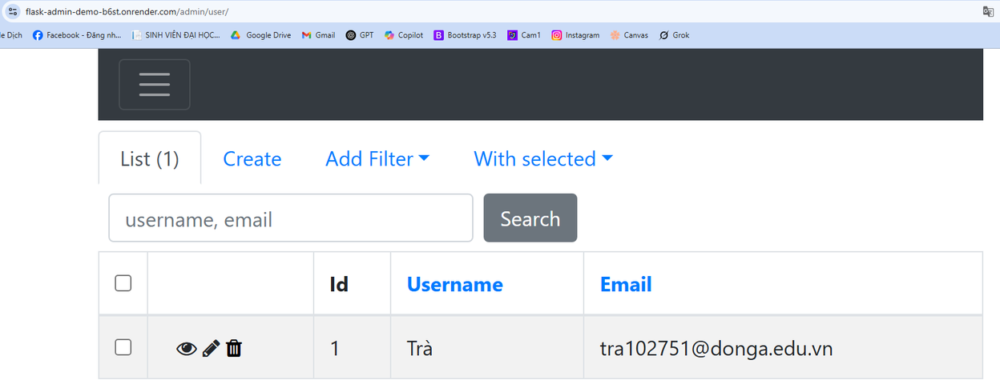 flask-admin-demo-b6st.onrender.com/admin/user/
le Dịch Facebook - Đăng nh... SINH VIÊN ĐẠI HỌC... Google Drive Gmail GPT Copilot Bootstrap v5.3 Cam1 Instagram Canvas Grok
List (1) Create Add Filter With selected
username, email Search
Id Username Email
1 Trà tra102751@donga.edu.vn